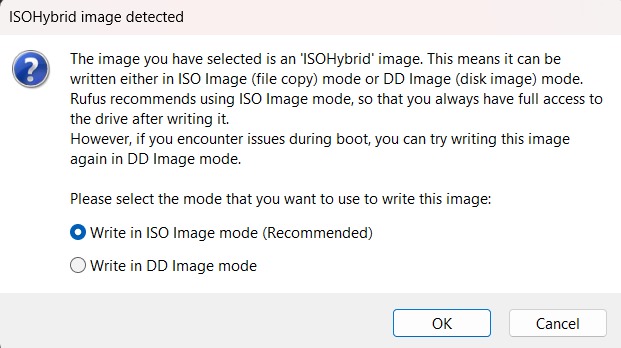 ISOHybrid image detected
The image you have selected is an 'ISOHybrid' image. This means it can be
written either in ISO Image (file copy) mode or DD Image (disk image) mode.
Rufus recommends using ISO Image mode, so that you always have full access to
the drive after writing it.
However, if you encounter issues during boot, you can try writing this image
again in DD Image mode.
Please select the mode that you want to use to write this image:
Write in ISO Image mode (Recommended)
Write in DD Image mode
OK
Cancel